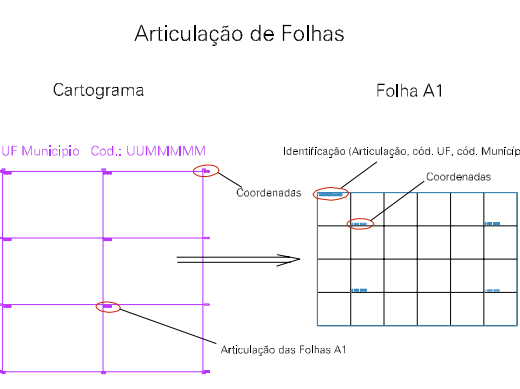 Articulação de Folhas
Cartograma
Folha A1
UF Municipio Cod.: UUMMMMM
Identificação (Articulação, cód. UF, cód. Municíp
Coordenadas
Coordenadas
Articulação das Folhas A1